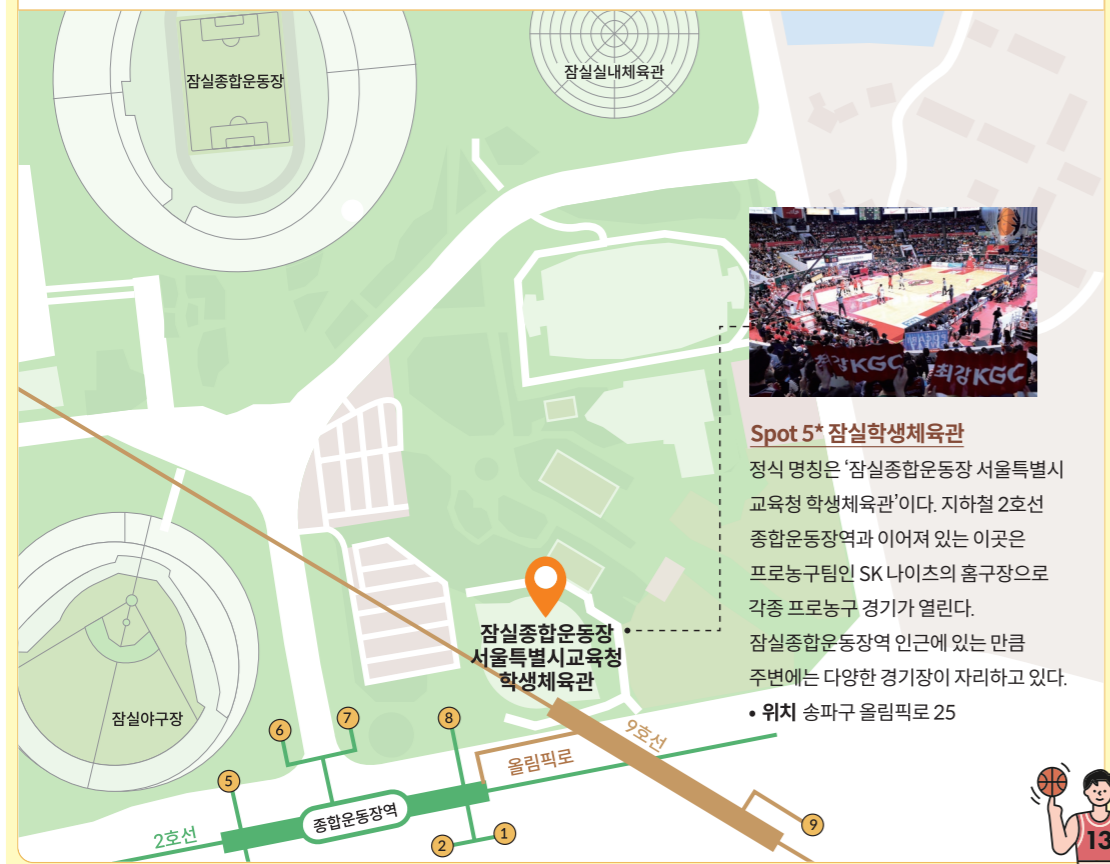 잠실종합운동장
잠실실내체육관
최강KGC
최강KGC
Spot 5* 잠실학생체육관
정식 명칭은 ‘잠실종합운동장 서울특별시
교육청 학생체육관’이다. 지하철 2호선
종합운동장역과 이어져 있는 이곳은
프로농구팀인 SK 나이츠의 홈구장으로
각종 프로농구 경기가 열린다.
잠실종합운동장역 인근에 있는 만큼
주변에는 다양한 경기장이 자리하고 있다.
• 위치 송파구 올림픽로 25
잠실종합운동장
서울특별시교육청
학생체육관
잠실야구장
6
7
8
5
9호선
올림픽로
종합운동장역
2호선
2
1
9
13